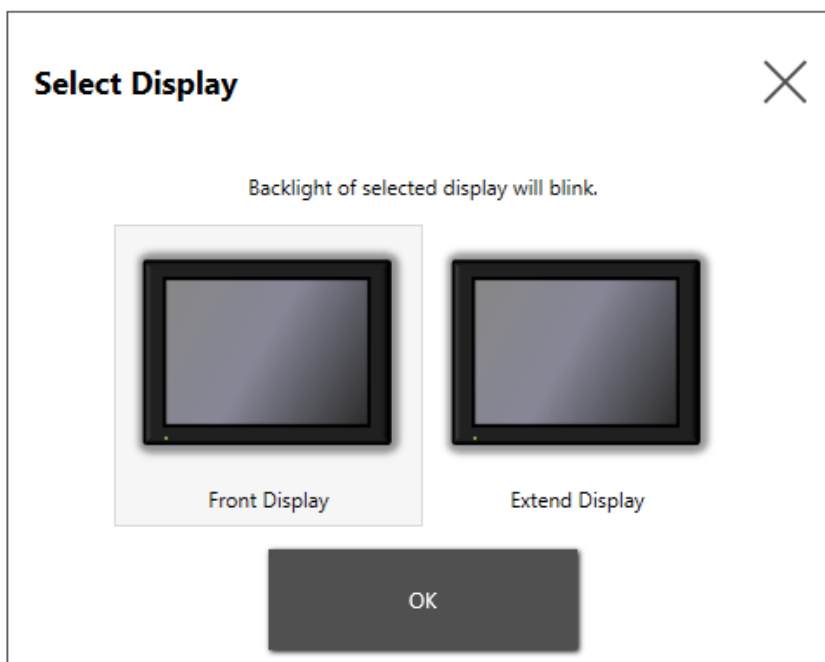 Select Display
Backlight of selected display will blink.
Front Display
Extend Display
OK